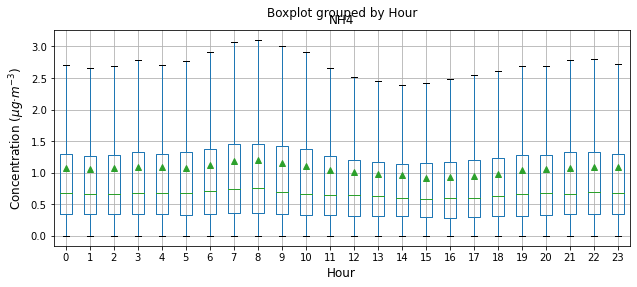 Boxplot grouped by Hour
NH4
Concentration (μg·m⁻³)
3.0
2.5
2.0
1.5
1.0
0.5
0.0
0 1 2 3 4 5 6 7 8 9 10 11 12 13 14 15 16 17 18 19 20 21 22 23
Hour